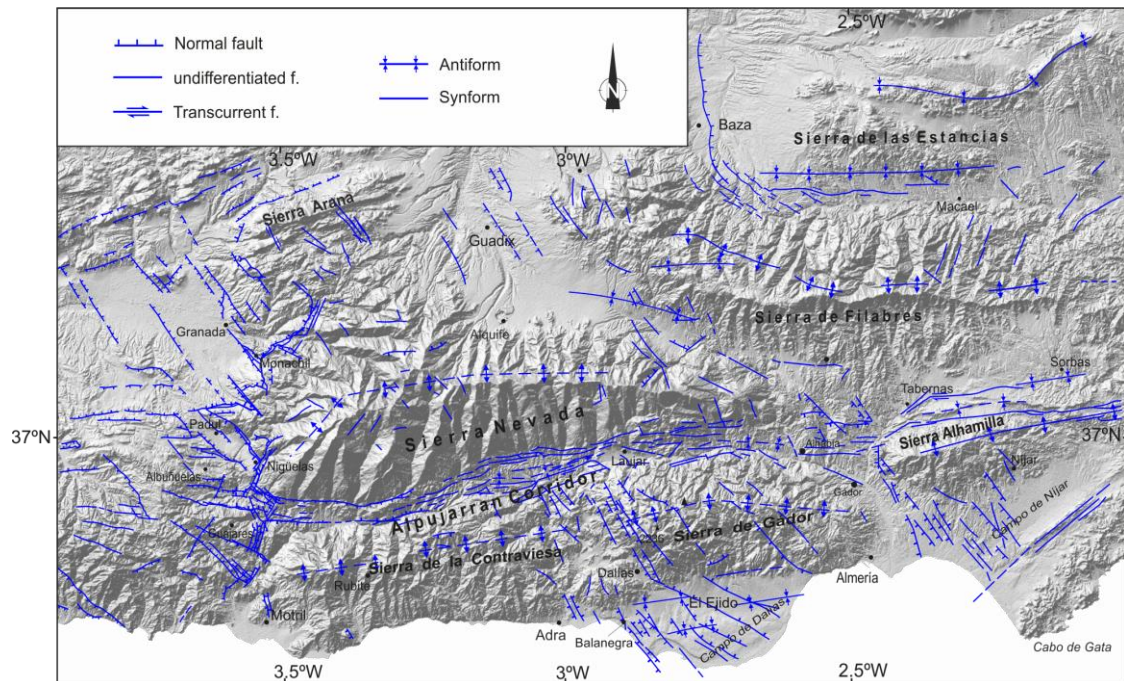 2.5ºW
Normal fault
undifferentiated f.
Transcurrent f.
Antiform
Synform
N
Baza
Sierra de las Estancias
3.5ºW
3ºW
Sierra Arana
Macael
Guadix
Granada
Alquife
Sierra de Filabres
Monachil
Sorbas
Tabernas
37ºN
Padul
Sierra Nevada
Sierra Alhamilla
37ºN
Alhabia
Albuñuelas
Nigüelas
Laujar
Níjar
Gádor
Alpujarran Corridor
Campo de Níjar
Guájares
Sierra de Gádor
2236
Sierra de la Contraviesa
Rubite
Dallas
Almería
El Ejido
Motril
Adra
Balanegra
Campo de Dalías
Cabo de Gata
3,5ºW
3ºW
2,5ºW